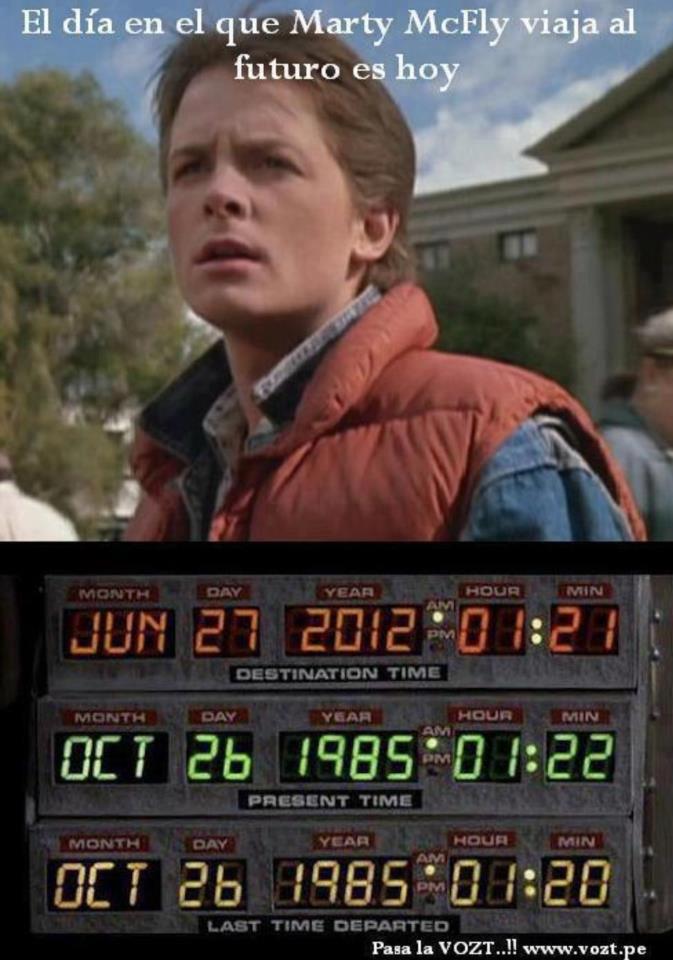 El día en el que Marty McFly viaja al
futuro es hoy
MONTH DAY YEAR HOUR MIN
JUN 27 2012 AM PM 01:21
DESTINATION TIME
MONTH DAY YEAR HOUR MIN
OCT 26 1985 AM PM 01:22
PRESENT TIME
MONTH DAY YEAR HOUR MIN
OCT 26 1985 AM PM 01:20
LAST TIME DEPARTED
Pasa la VOZT..!! www.vozt.pe